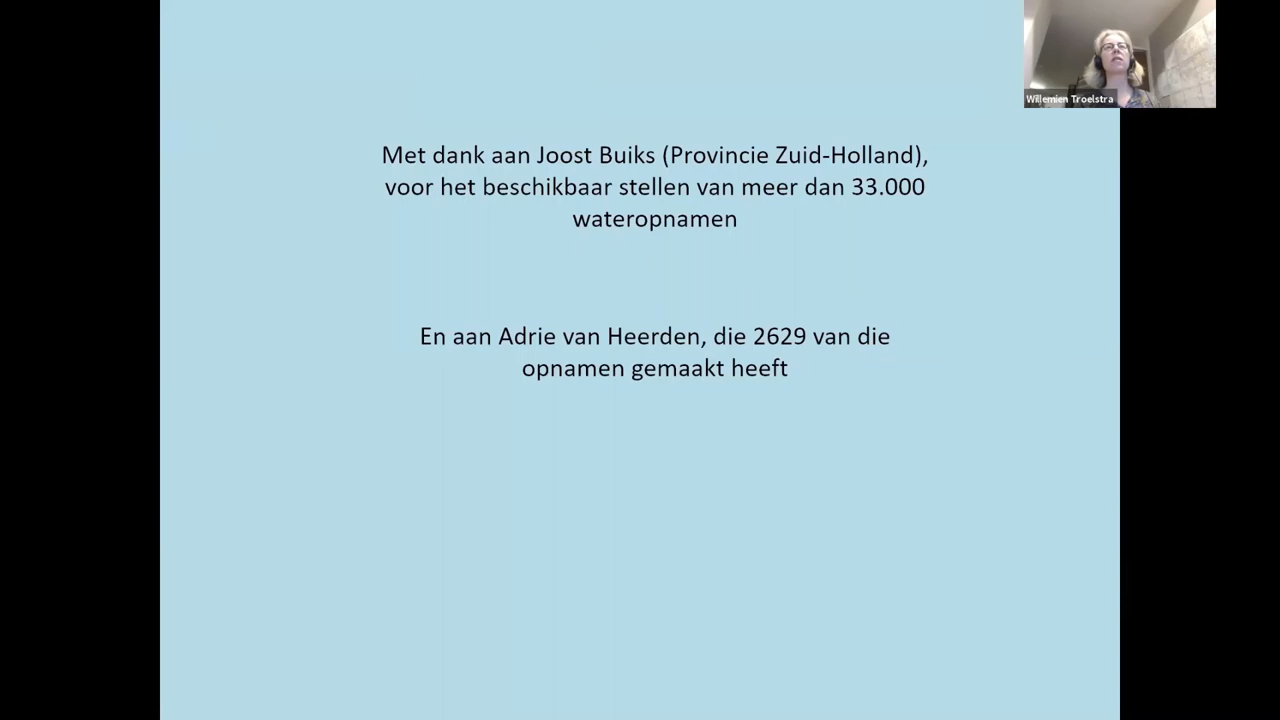 Willemien Troelstra
Met dank aan Joost Buiks (Provincie Zuid-Holland),
voor het beschikbaar stellen van meer dan 33.000
wateropnamen
En aan Adrie van Heerden, die 2629 van die
opnamen gemaakt heeft